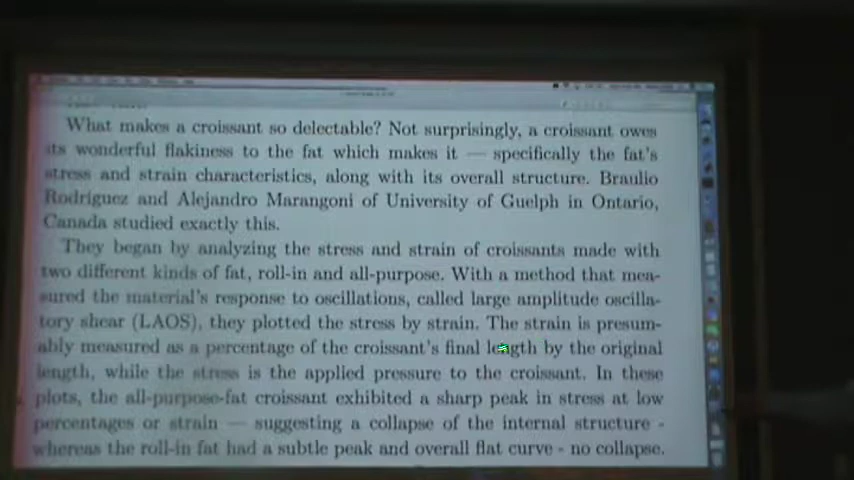 What makes a croissant so delectable? Not surprisingly, a croissant owes
its wonderful flakiness to the fat which makes it — specifically the fat's
stress and strain characteristics, along with its overall structure. Braulio
Rodriguez and Alejandro Marangoni of University of Guelph in Ontario,
Canada studied exactly this.
They began by analyzing the stress and strain of croissants made with
two different kinds of fat, roll-in and all-purpose. With a method that mea-
sured the material's response to oscillations, called large amplitude oscilla-
tory shear (LAOS), they plotted the stress by strain. The strain is presum-
ably measured as a percentage of the croissant's final length by the original
length, while the stress is the applied pressure to the croissant. In these
plots, the all-purpose-fat croissant exhibited a sharp peak in stress at low
percentages or strain — suggesting a collapse of the internal structure -
whereas the roll-in fat had a subtle peak and overall flat curve - no collapse.